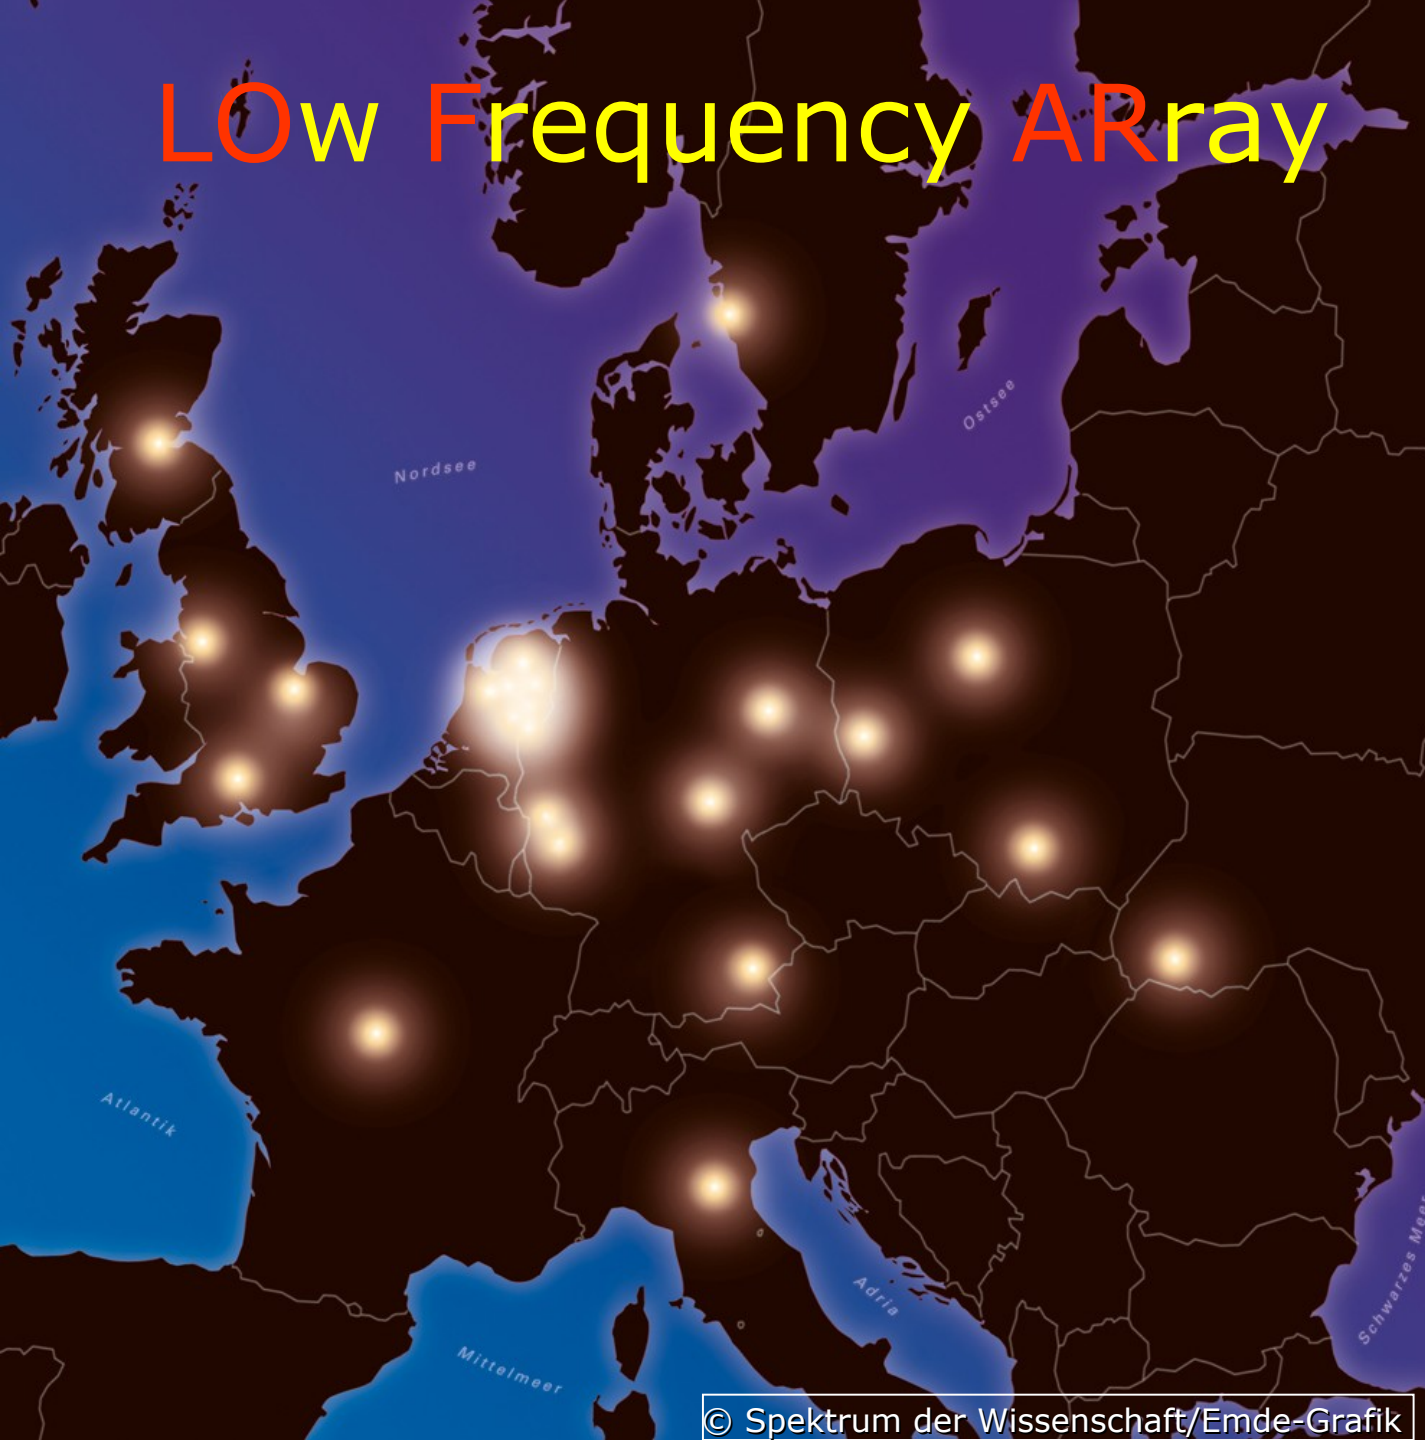 LOw Frequency ARray
Ostsee
Nordsee
Atlantik
Adria
Schwarzes Meer
Mittelmeer
© Spektrum der Wissenschaft/Emde-Grafik